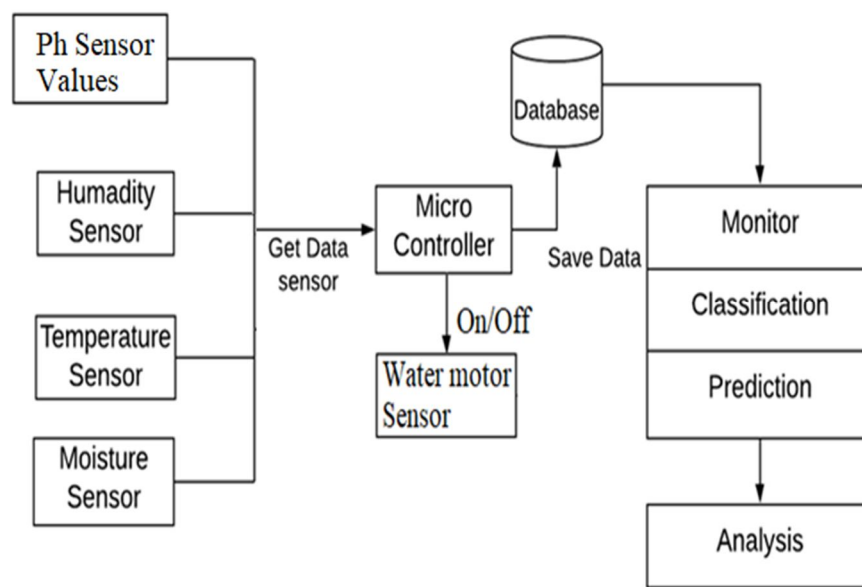 Ph Sensor
Values
Humadity
Sensor
Temperature
Sensor
Moisture
Sensor
Get Data
sensor
Micro
Controller
On/Off
Water motor
Sensor
Database
Save Data
Monitor
Classification
Prediction
Analysis